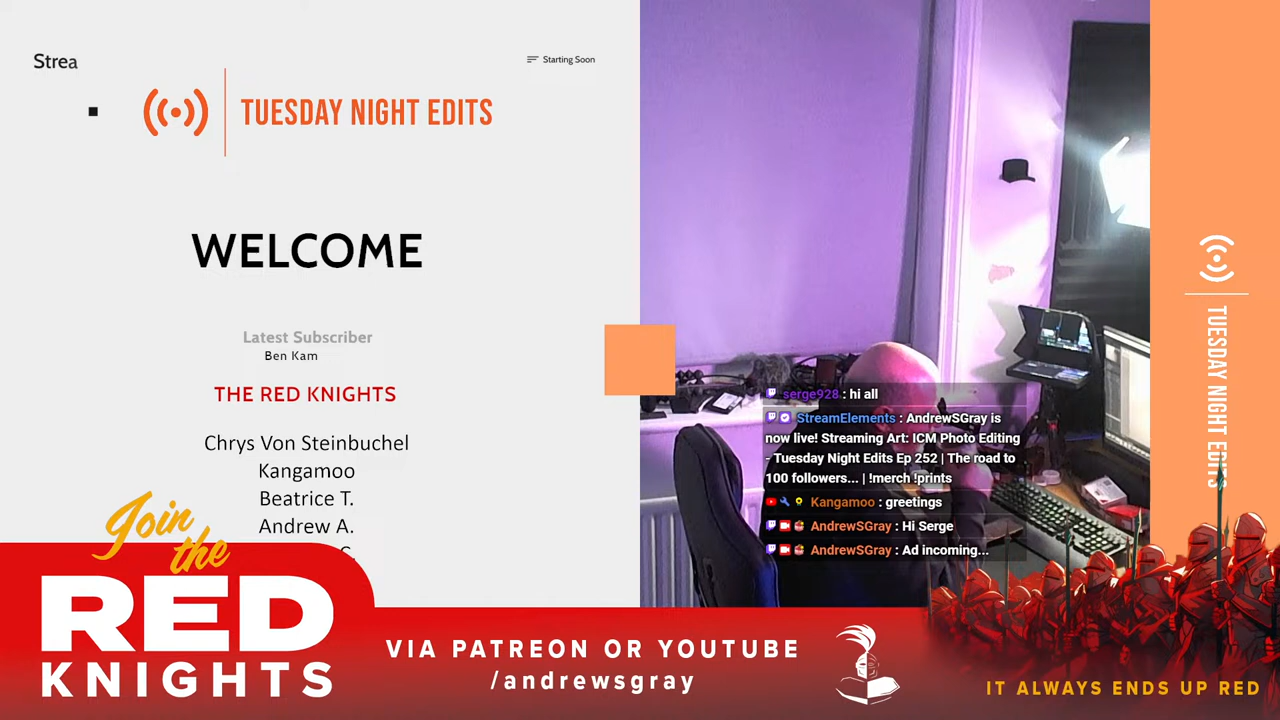 Strea
Starting Soon
TUESDAY NIGHT EDITS
WELCOME
Latest Subscriber
Ben Kam
THE RED KNIGHTS
Chrys Von Steinbuchel
Kangamoo
Beatrice T.
Andrew A.
serge928 : hi all
StreamElements : AndrewSGray is
now live! Streaming Art: ICM Photo Editing
- Tuesday Night Edits Ep 252 | The road to
100 followers... | !merch !prints
Kangamoo : greetings
AndrewSGray : Hi Serge
AndrewSGray : Ad incoming...
TUESDAY NIGHT EDITS
Join
the
RED
KNIGHTS
VIA PATREON OR YOUTUBE
/andrewsgray
IT ALWAYS ENDS UP RED